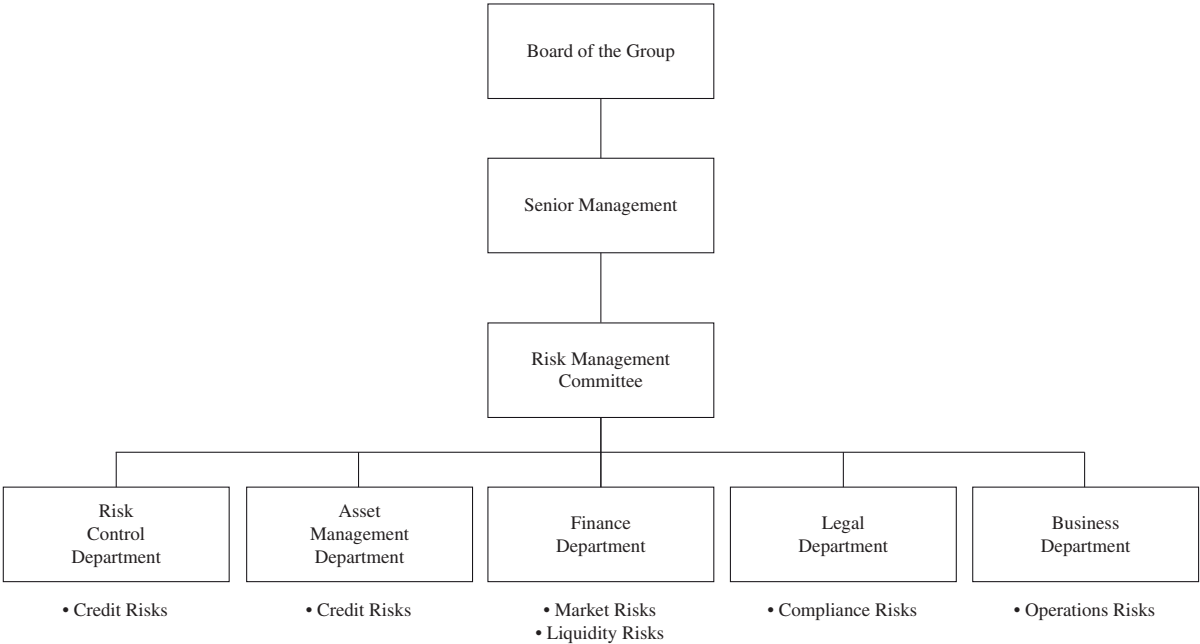 Board of the Group
Senior Management
Risk Management
Committee
Risk
Control
Department
Asset
Management
Department
Finance
Department
Legal
Department
Business
Department
• Credit Risks
• Credit Risks
• Market Risks
• Liquidity Risks
• Compliance Risks
• Operations Risks